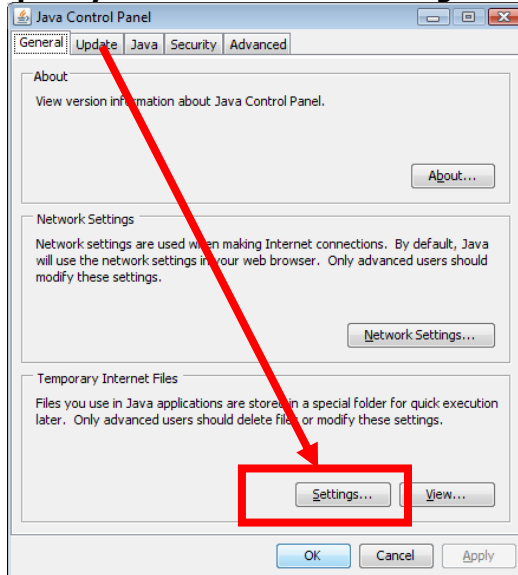 Java Control Panel
General Update Java Security Advanced
About
View version information about Java Control Panel.
About...
Network Settings
Network settings are used when making Internet connections. By default, Java
will use the network settings in your web browser. Only advanced users should
modify these settings.
Network Settings...
Temporary Internet Files
Files you use in Java applications are stored in a special folder for quick execution
later. Only advanced users should delete files or modify these settings.
Settings... View...
OK Cancel Apply